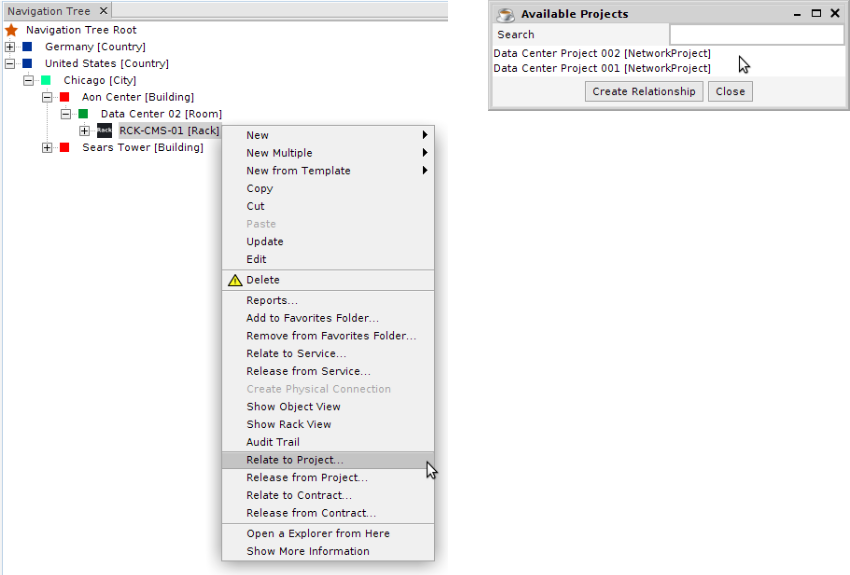 Navigation Tree X
Navigation Tree Root
Germany [Country]
United States [Country]
Chicago [City]
Aon Center [Building]
Data Center 02 [Room]
Rack RCK-CMS-01 [Rack]
Sears Tower [Building]
New
New Multiple
New from Template
Copy
Cut
Paste
Update
Edit
Delete
Reports...
Add to Favorites Folder...
Remove from Favorites Folder...
Relate to Service...
Release from Service...
Create Physical Connection
Show Object View
Show Rack View
Audit Trail
Relate to Project...
Release from Project...
Relate to Contract...
Release from Contract...
Open a Explorer from Here
Show More Information
Available Projects
Search
Data Center Project 002 [NetworkProject]
Data Center Project 001 [NetworkProject]
Create Relationship Close